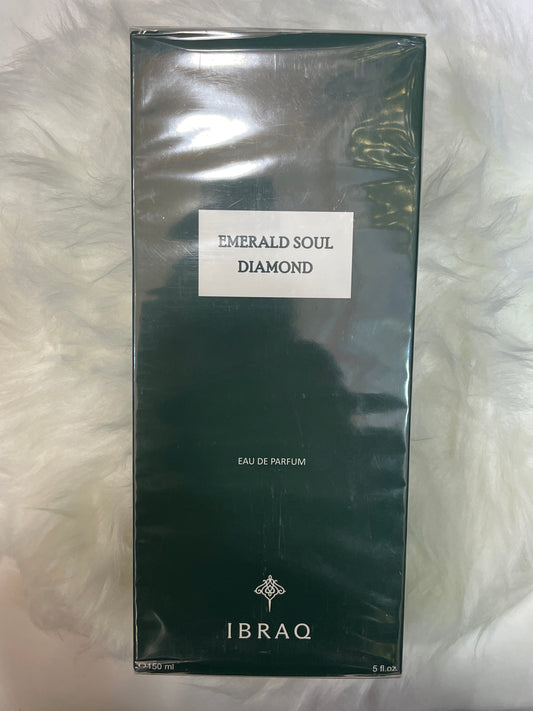 EMERALD SOUL
DIAMOND
EAU DE PARFUM
IBRAQ
℮150 ml
5 fl.oz.